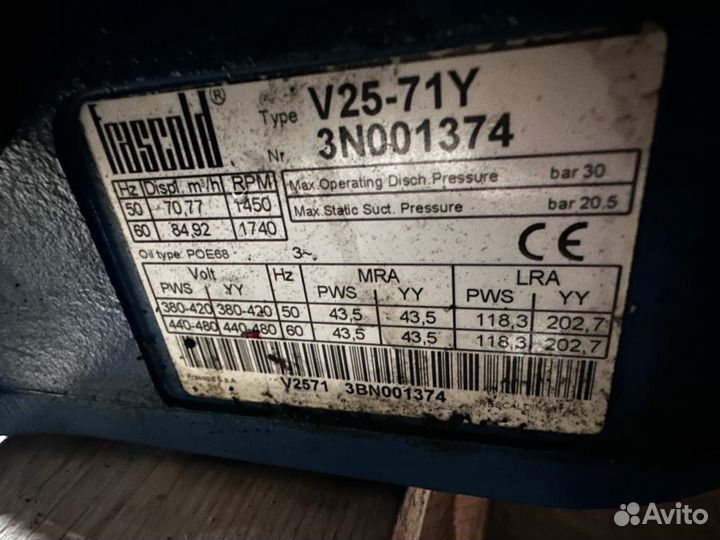 Frascold®
Type V25-71Y
Nr. 3N001374
Hz Displ. m³/h RPM
50 70,77 1450
60 84,92 1740
Max.Operating Disch.Pressure bar 30
Max.Static Suct. Pressure bar 20.5
Oil type: POE68 3~
CE
Volt Hz MRA LRA
PWS YY PWS YY PWS YY
380-420 380-420 50 43,5 43,5 118,3 202,7
440-480 440-480 60 43,5 43,5 118,3 202,7
Frascold S.p.A.
V2571 3BN001374
Avito